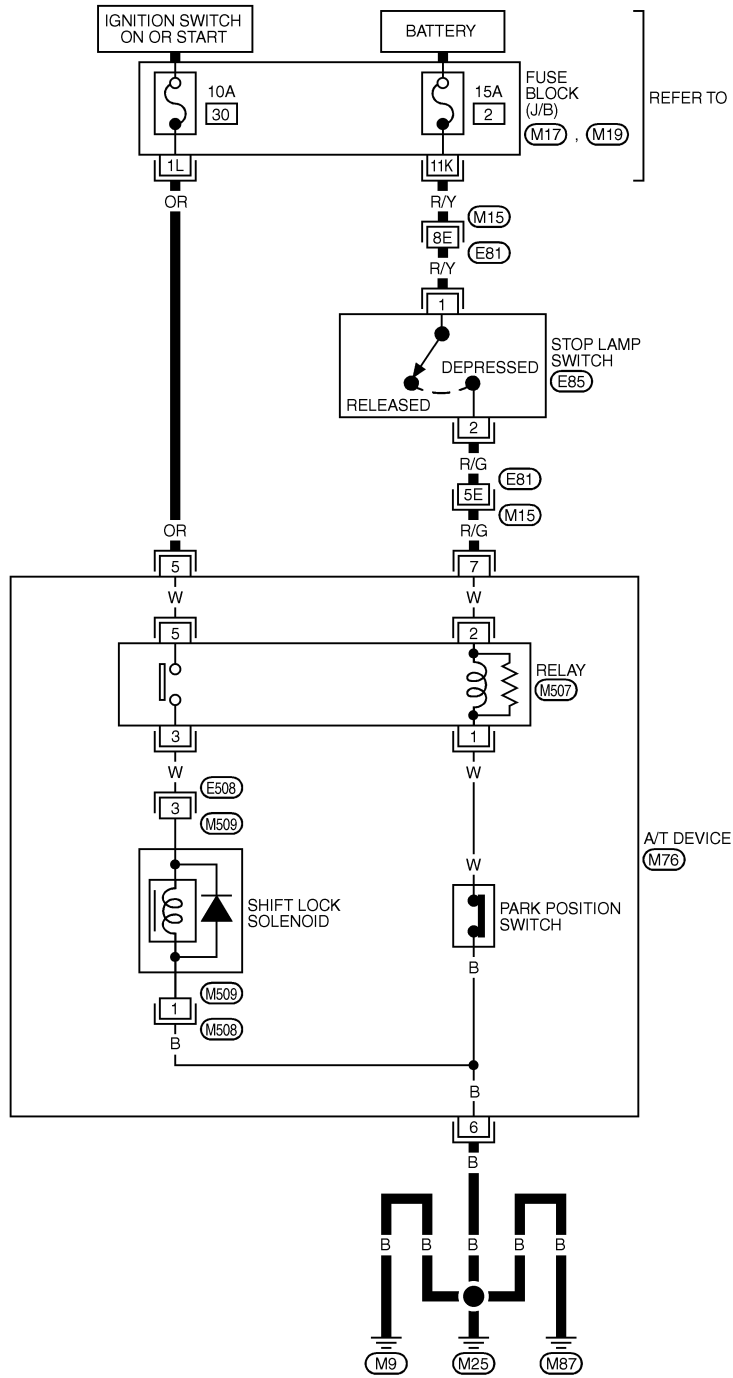 IGNITION SWITCH
ON OR START
BATTERY
10A
30
15A
2
FUSE
BLOCK
(J/B)
M17 , M19
REFER TO
1L
11K
OR
R/Y
M15
8E
E81
R/Y
1
STOP LAMP
SWITCH
E85
DEPRESSED
RELEASED
2
R/G
E81
5E
M15
OR
R/G
5
7
W
W
5
2
RELAY
M507
3
1
W
W
E508
3
M509
A/T DEVICE
M76
W
SHIFT LOCK
SOLENOID
PARK POSITION
SWITCH
B
M509
1
M508
B
B
6
B
B
B
B
B
B
M9
M25
M87